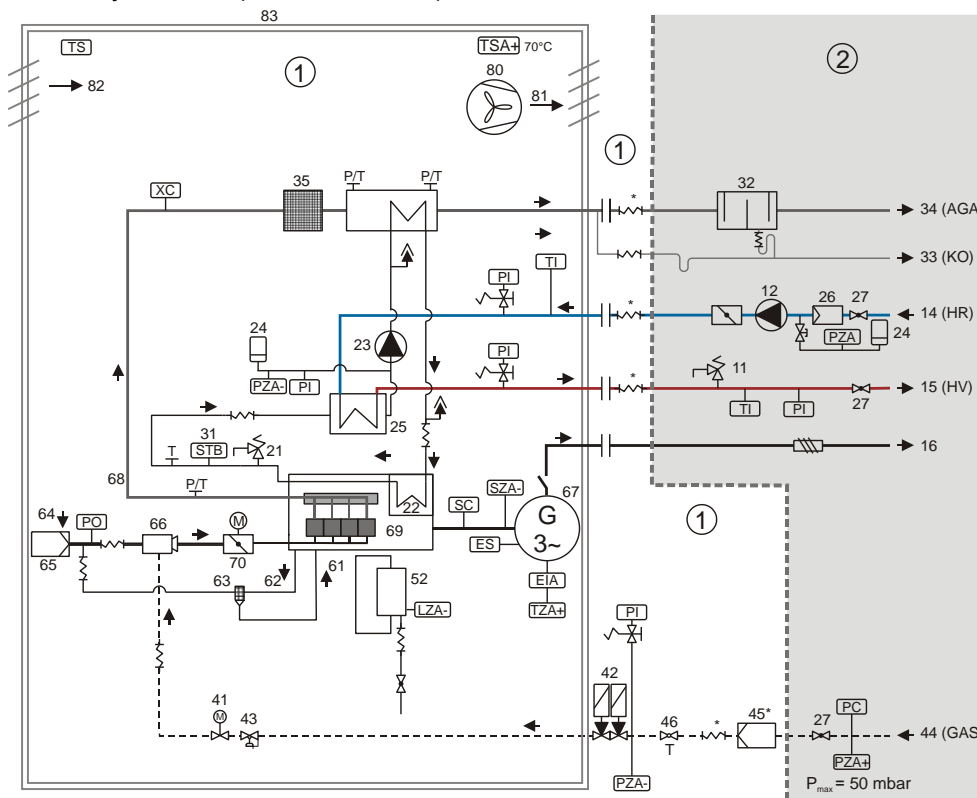 83
TS
TSA+ 70°C
1
2
80
82
81
1
P/T P/T
XC
35
32
34 (AGA
*
33 (KO)
PI
TI
12
26
27
14 (HR)
*
24
23
PZA
24
PZA- PI
PI
11
*
15 (HV)
25
TI
PI
27
31
STB
21
T
16
68
P/T
22
SZA-
67
SC
G
3~
1
64
PO
66
M
69
ES
65
70
63
62
61
52
EIA
LZA-
TZA+
PI
42
41
M
43
46
T
*
45*
27
PC
44 (GAS
PZA-
PZA+
Pmax = 50 mbar